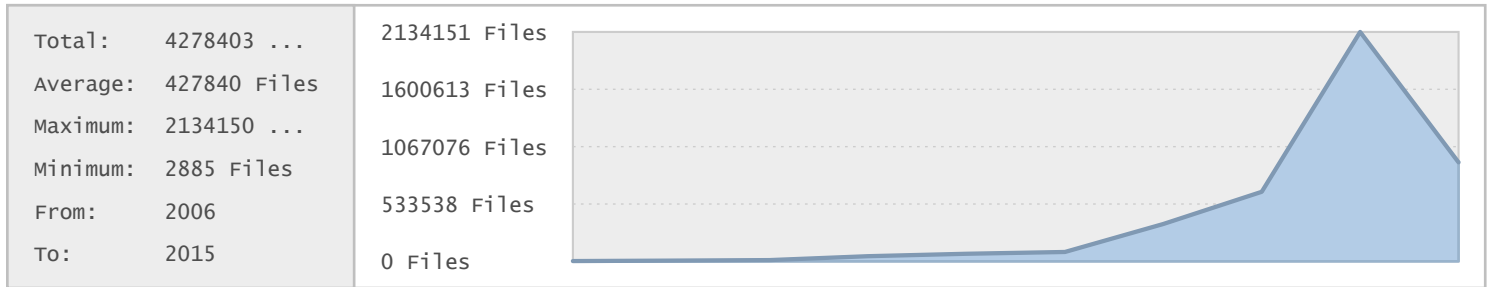 Total: 4278403 ...
Average: 427840 Files
Maximum: 2134150 ...
Minimum: 2885 Files
From: 2006
To: 2015
2134151 Files
1600613 Files
1067076 Files
533538 Files
0 Files